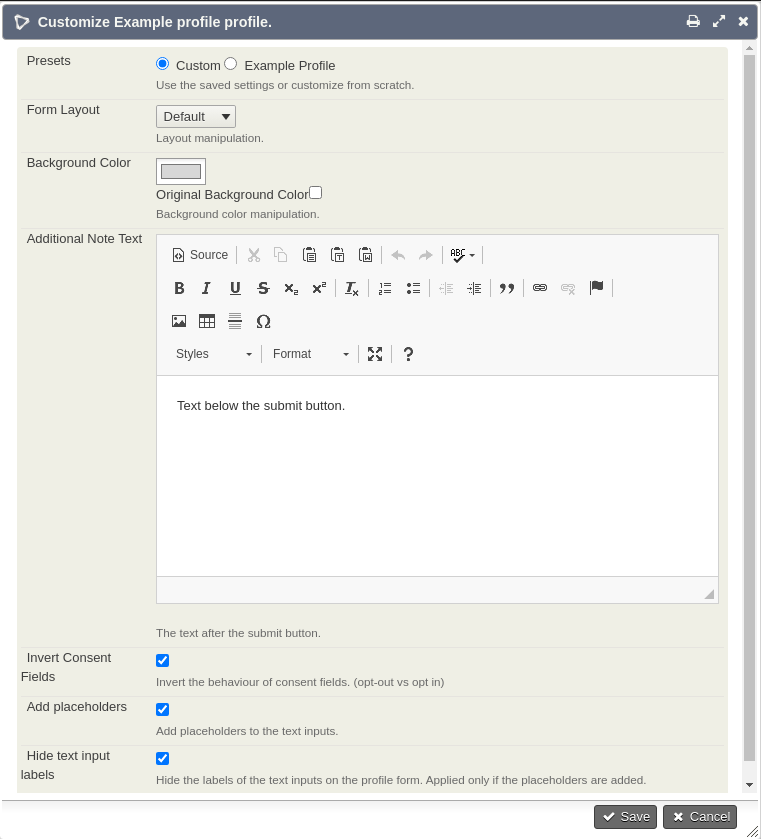 Customize Example profile profile.
Presets
Custom Example Profile
Use the saved settings or customize from scratch.
Form Layout
Default
Layout manipulation.
Background Color
Original Background Color
Background color manipulation.
Additional Note Text
Source
ABC
B I U S x₂ x² Tx
Ω
Styles Format ?
Text below the submit button.
The text after the submit button.
Invert Consent
Fields
Invert the behaviour of consent fields. (opt-out vs opt in)
Add placeholders
Add placeholders to the text inputs.
Hide text input
labels
Hide the labels of the text inputs on the profile form. Applied only if the placeholders are added.
Save Cancel